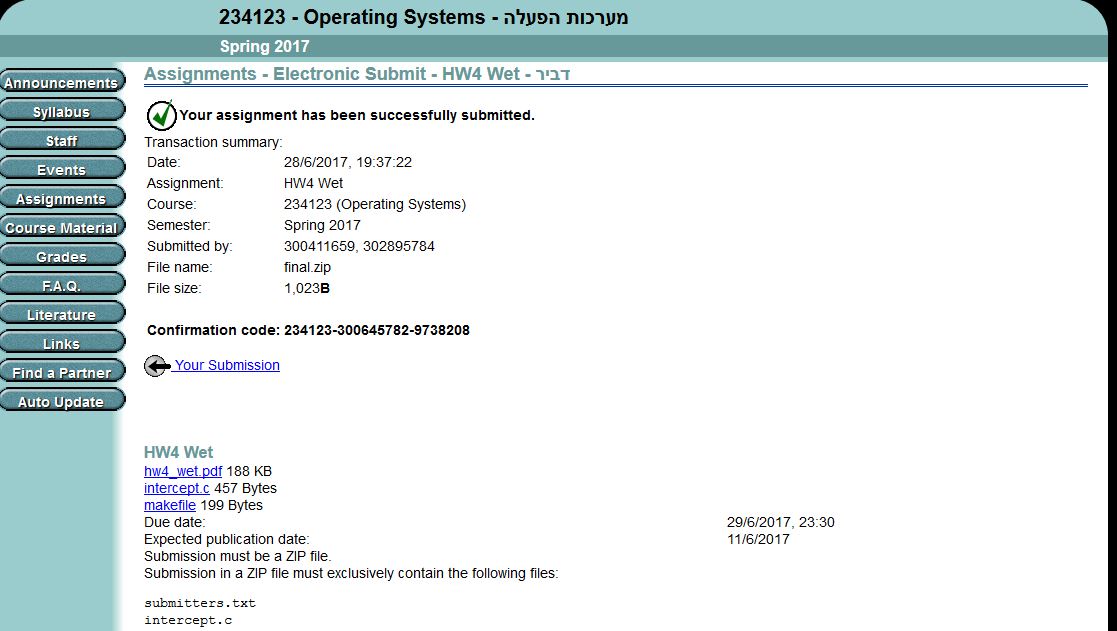 234123 - Operating Systems - מערכות הפעלה
Spring 2017
Announcements
Syllabus
Staff
Events
Assignments
Course Material
Grades
F.A.Q.
Literature
Links
Find a Partner
Auto Update
Assignments - Electronic Submit - HW4 Wet - דביר
Your assignment has been successfully submitted.
Transaction summary:
Date: 28/6/2017, 19:37:22
Assignment: HW4 Wet
Course: 234123 (Operating Systems)
Semester: Spring 2017
Submitted by: 300411659, 302895784
File name: final.zip
File size: 1,023B
Confirmation code: 234123-300645782-9738208
Your Submission
HW4 Wet
hw4_wet.pdf 188 KB
intercept.c 457 Bytes
makefile 199 Bytes
Due date: 29/6/2017, 23:30
Expected publication date: 11/6/2017
Submission must be a ZIP file.
Submission in a ZIP file must exclusively contain the following files:
submitters.txt
intercept.c